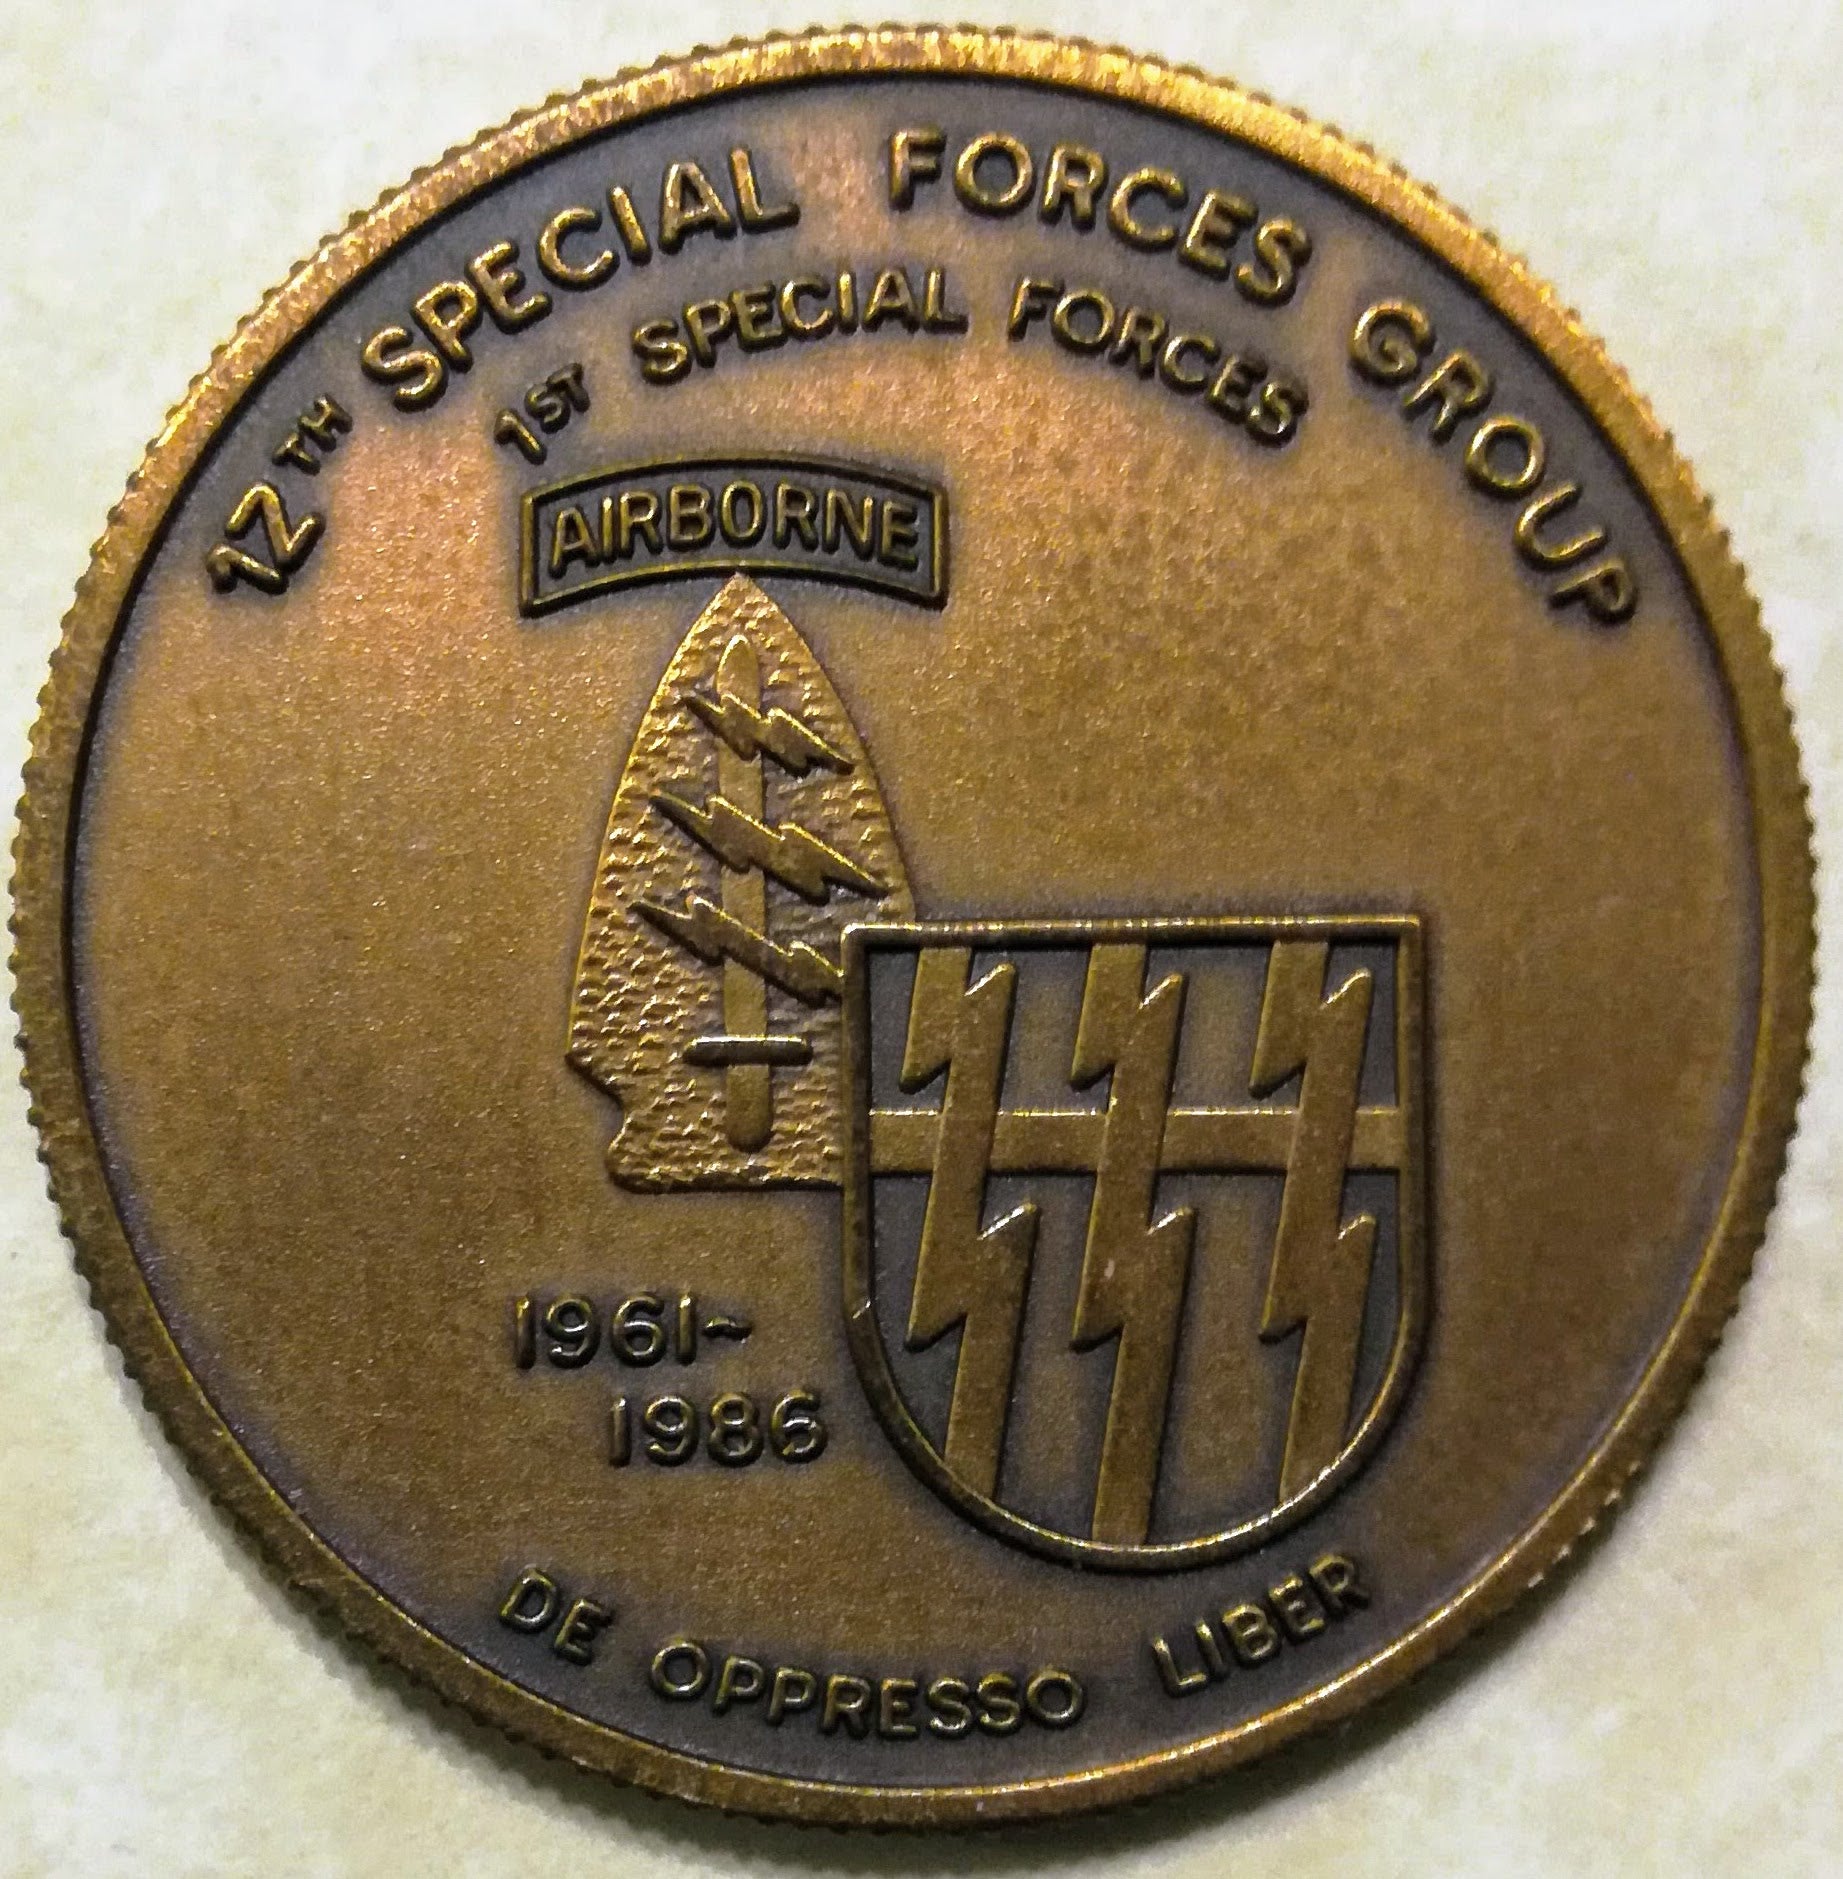 12TH SPECIAL FORCES GROUP
1ST SPECIAL FORCES
AIRBORNE
1961~
1986
DE OPPRESSO LIBER